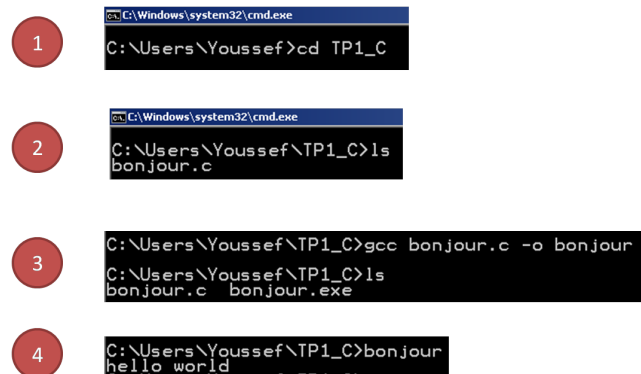 C:\Windows\system32\cmd.exe
1
C:\Users\Youssef>cd TP1_C
C:\Windows\system32\cmd.exe
2
C:\Users\Youssef\TP1_C>ls
bonjour.c
3
C:\Users\Youssef\TP1_C>gcc bonjour.c -o bonjour
C:\Users\Youssef\TP1_C>ls
bonjour.c  bonjour.exe
4
C:\Users\Youssef\TP1_C>bonjour
hello world